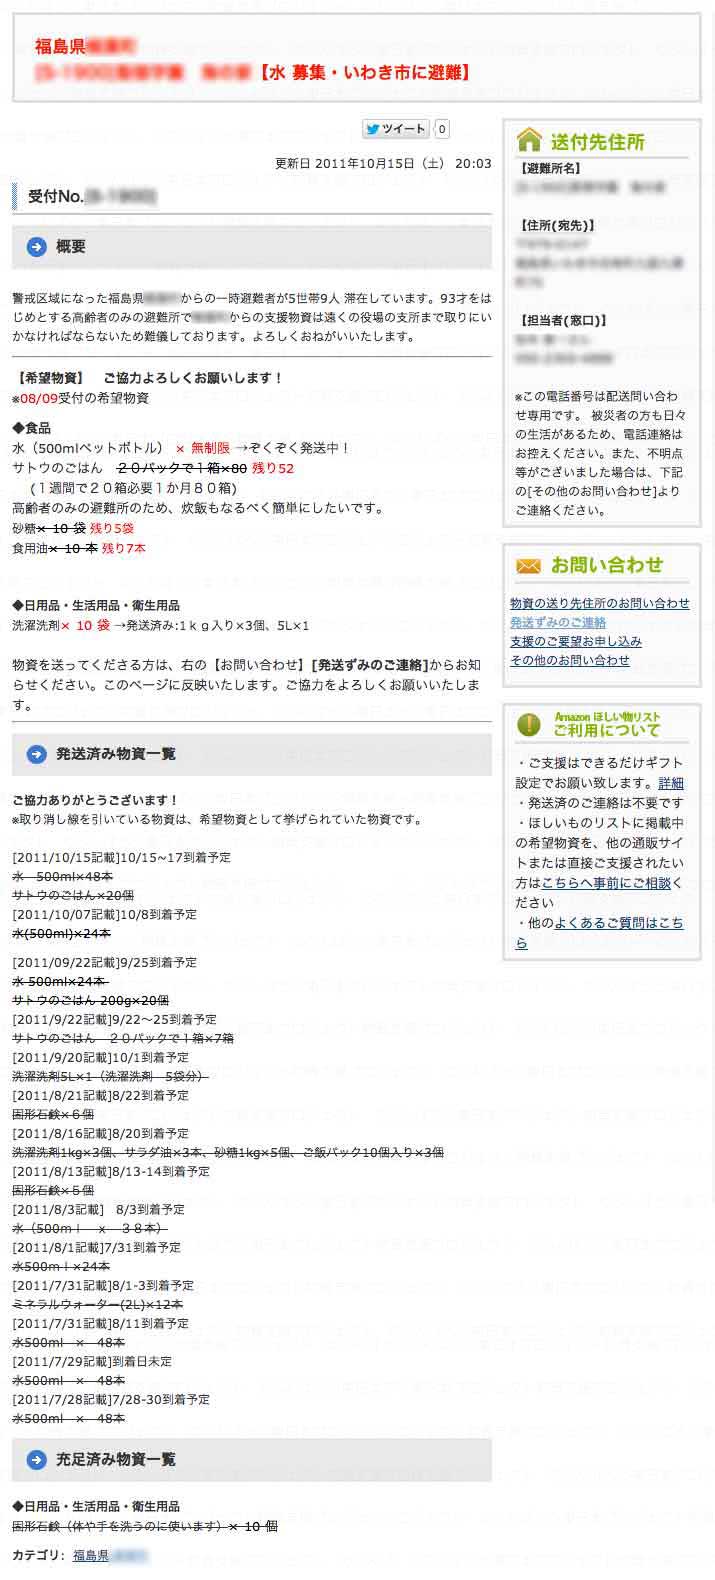 福島県
【水 募集・いわき市に避難】
ツイート 0
更新日 2011年10月15日（土） 20:03
受付No.
概要
警戒区域になった福島県からの一時避難者が5世帯9人 滞在しています。93才をは
じめとする高齢者のみの避難所でからの支援物資は遠くの役場の支所まで取りにい
かなければならないため難儀しております。よろしくおねがいいたします。
【希望物資】　ご協力よろしくお願いします！
※08/09受付の希望物資
◆食品
水（500mlペットボトル） × 無制限 →ぞくぞく発送中！
サトウのごはん　２０パックで１箱×80 残り52
（１週間で２０箱必要１か月８０箱）
高齢者のみの避難所のため、炊飯もなるべく簡単にしたいです。
砂糖× 10 袋 残り5袋
食用油× 10 本 残り7本
◆日用品・生活用品・衛生用品
洗濯洗剤× 10 袋 →発送済み:1ｋｇ入り×3個、5L×1
物資を送ってくださる方は、右の【お問い合わせ】[発送ずみのご連絡]からお知
らせください。このページに反映いたします。ご協力をよろしくお願いいたしま
す。
発送済み物資一覧
ご協力ありがとうございます！
※取り消し線を引いている物資は、希望物資として挙げられていた物資です。
[2011/10/15記載]10/15~17到着予定
水　500ml×48本
サトウのごはん×20個
[2011/10/07記載]10/8到着予定
水(500ml)×24本
[2011/09/22記載]9/25到着予定
水 500ml×24本
サトウのごはん 200g×20個
[2011/9/22記載]9/22～25到着予定
サトウのごはん　２０パックで１箱×7箱
[2011/9/20記載]10/1到着予定
洗濯洗剤5L×1（洗濯洗剤　5袋分）
[2011/8/21記載]8/22到着予定
固形石鹸×６個
[2011/8/16記載]8/20到着予定
洗濯洗剤1kg×3個、サラダ油×3本、砂糖1kg×5個、ご飯パック10個入り×3個
[2011/8/13記載]8/13-14到着予定
固形石鹸×５個
[2011/8/3記載]　8/3到着予定
水（500ｍｌ　ｘ　３８本）
[2011/8/1記載]7/31到着予定
水500ｍｌ×24本
[2011/7/31記載]8/1-3到着予定
ミネラルウォーター(2L)×12本
[2011/7/31記載]8/11到着予定
水500ml　×　48本
[2011/7/29記載]到着日未定
水500ml　×　48本
[2011/7/28記載]7/28-30到着予定
水500ml　×　48本
充足済み物資一覧
◆日用品・生活用品・衛生用品
固形石鹸（体や手を洗うのに使います）× 10 個
カテゴリ： 福島県
送付先住所
【避難所名】
【住所(宛先)】
【担当者(窓口)】
※この電話番号は配送問い合わ
せ専用です。 被災者の方も日々
の生活があるため、電話連絡は
お控えください。また、不明点
等がございました場合は、下記
の[その他のお問い合わせ]より
ご連絡ください。
お問い合わせ
物資の送り先住所のお問い合わせ
発送ずみのご連絡
支援のご要望お申し込み
その他のお問い合わせ
Amazon ほしい物リスト
ご利用について
・ご支援はできるだけギフト
設定でお願い致します。詳細
・発送済のご連絡は不要です
・ほしいものリストに掲載中
の希望物資を、他の通販サイ
トまたは直接ご支援されたい
方はこちらへ事前にご相談く
ださい
・他のよくあるご質問はこち
ら